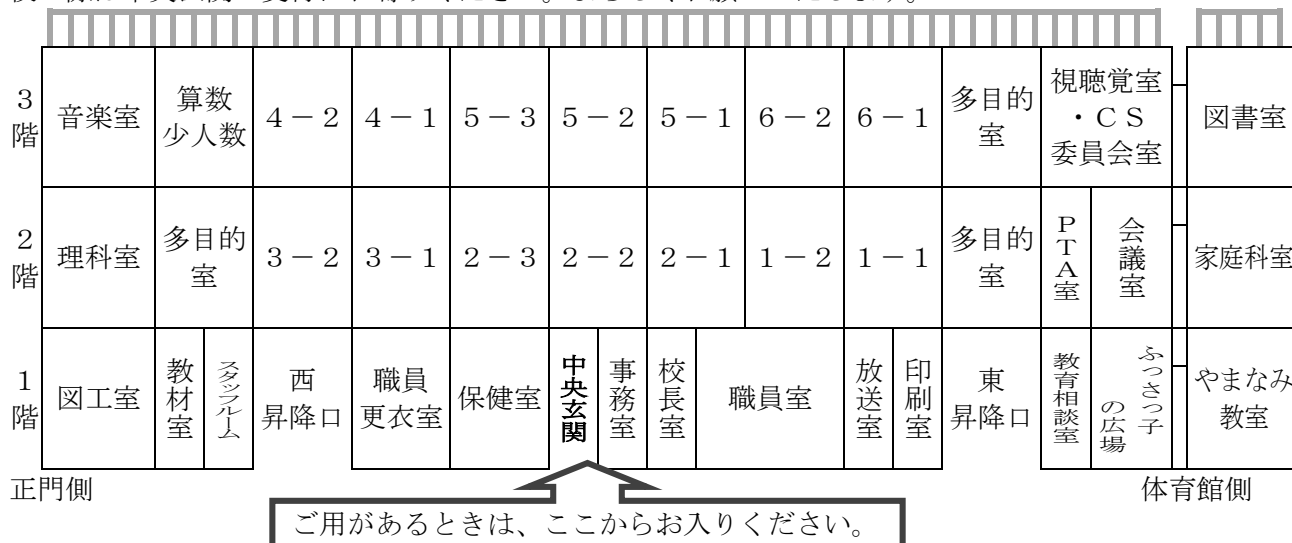 3階
音楽室
算数
少人数
4－2
4－1
5－3
5－2
5－1
6－2
6－1
多目的
室
視聴覚室
・CS
委員会室
図書室
2階
理科室
多目的
室
3－2
3－1
2－3
2－2
2－1
1－2
1－1
多目的
室
PTA室
会議室
家庭科室
1階
図工室
教材室
スタッフルーム
西
昇降口
職員
更衣室
保健室
中央玄関
事務室
校長室
職員室
放送室
印刷室
東
昇降口
教育相談室
ふっさっ子
の広場
やまなみ
教室
正門側
体育館側
ご用があるときは、ここからお入りください。